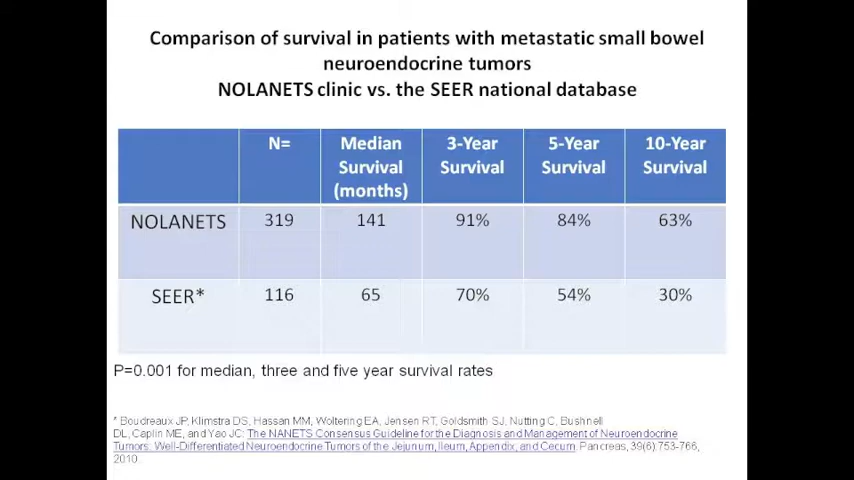 Comparison of survival in patients with metastatic small bowel
neuroendocrine tumors
NOLANETS clinic vs. the SEER national database
N= Median Survival (months) 3-Year Survival 5-Year Survival 10-Year Survival
NOLANETS 319 141 91% 84% 63%
SEER* 116 65 70% 54% 30%
P=0.001 for median, three and five year survival rates
* Boudreaux JP, Klimstra DS, Hassan MM, Woltering EA, Jensen RT, Goldsmith SJ, Nutting C, Bushnell
DL, Caplin ME, and Yao JC: The NANETS Consensus Guideline for the Diagnosis and Management of Neuroendocrine
Tumors: Well-Differentiated Neuroendocrine Tumors of the Jejunum, Ileum, Appendix, and Cecum. Pancreas, 39(6):753-766,
2010.